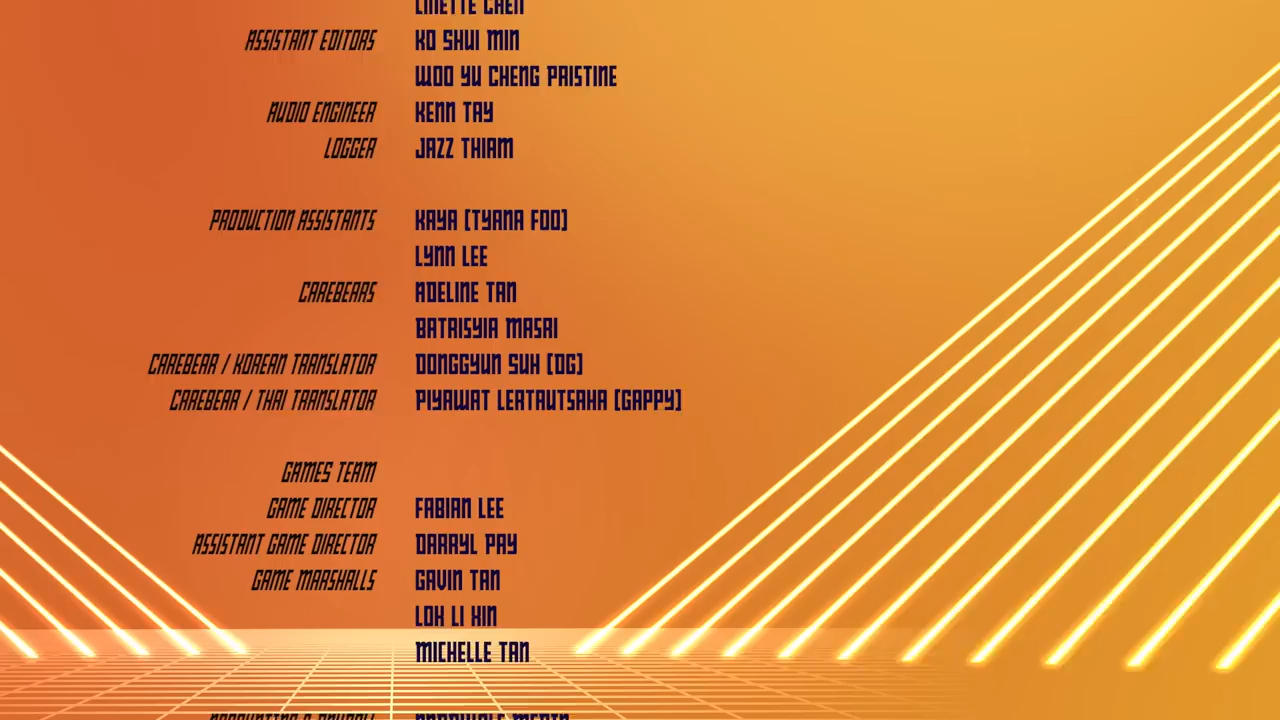 LINETTE CHEN
ASSISTANT EDITORS KO SHUI MIN
WOO YU CHENG PRISTINE
AUDIO ENGINEER KENN TAY
LOGGER JAZZ THIAM
PRODUCTION ASSISTANTS KAYA (TYANA FOO)
LYNN LEE
CAREBEARS ADELINE TAN
BATRISYIA MASRI
CAREBEAR / KOREAN TRANSLATOR DONGGYUN SUH (DG)
CAREBEAR / THAI TRANSLATOR PIYAWAT LERTRUTSAHA (GAPPY)
GAMES TEAM
GAME DIRECTOR FABIAN LEE
ASSISTANT GAME DIRECTOR DARRYL PAY
GAME MARSHALLS GAVIN TAN
LOH LI XIN
MICHELLE TAN